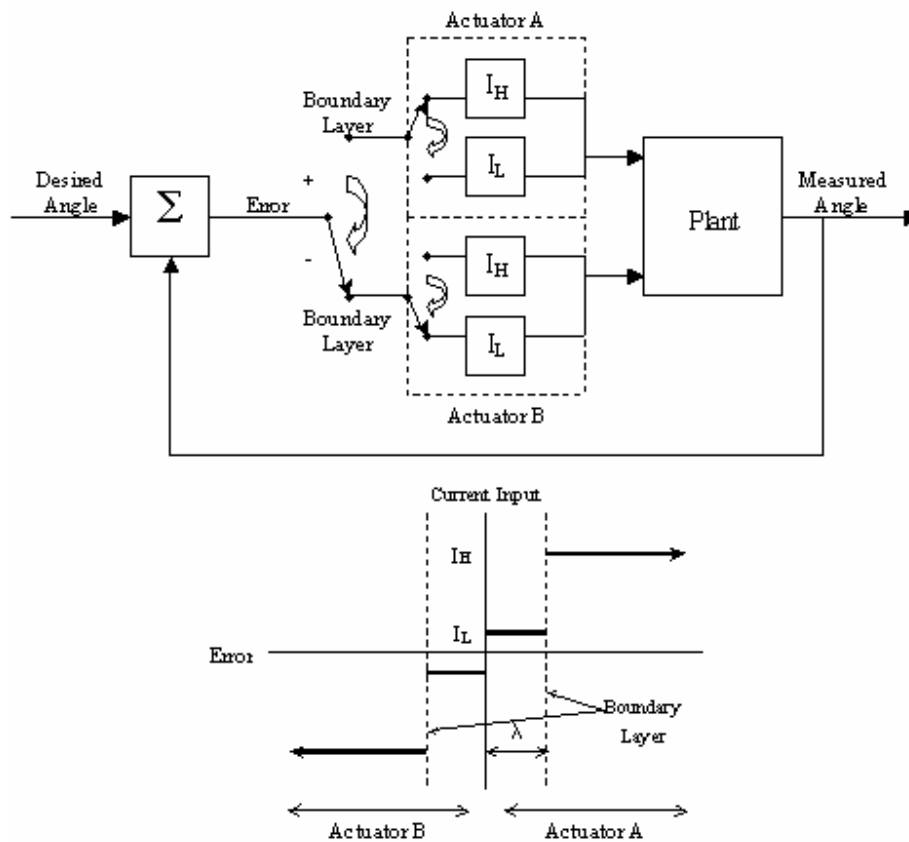 Actuator A
I_H
Boundary
Layer
I_L
Desired
Angle
+
Σ
Error
-
Plant
Measured
Angle
I_H
Boundary
Layer
I_L
Actuator B
Current Input
I_H
I_L
Error
λ
Boundary
Layer
Actuator B
Actuator A